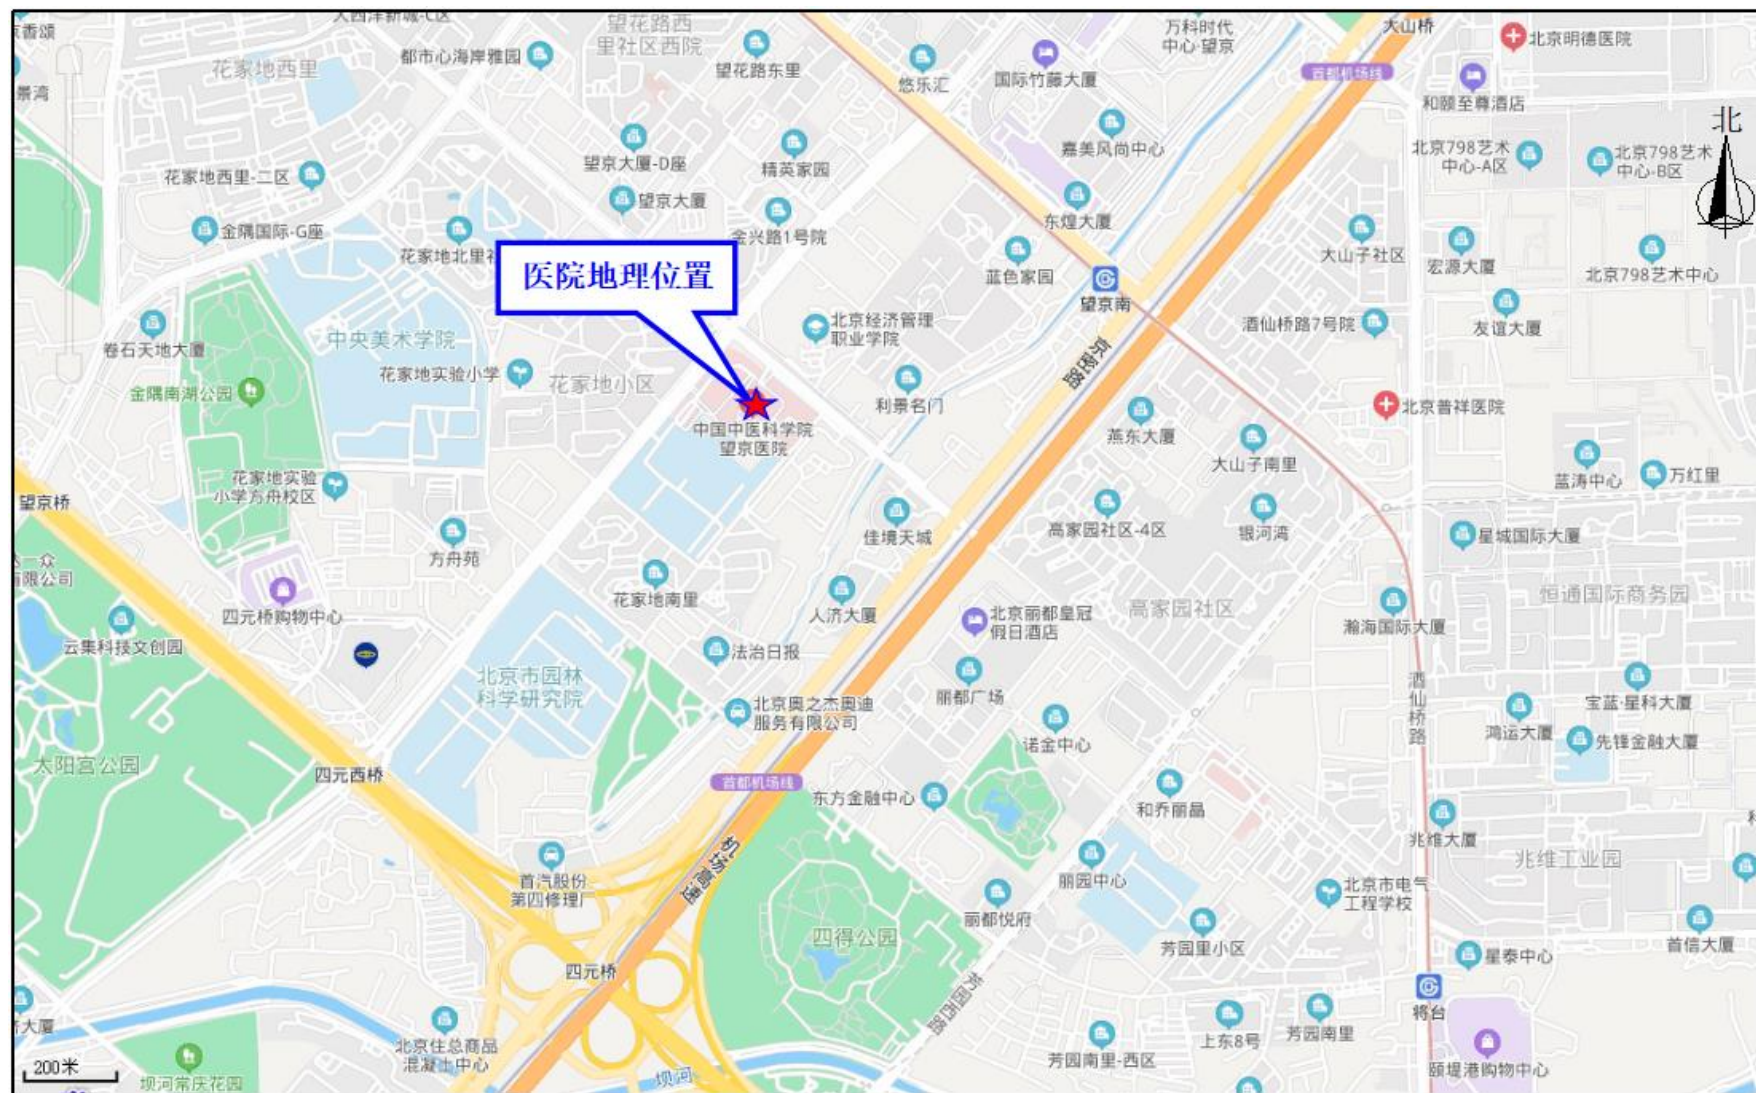 大山桥
万科时代
中心·望京
望花路西
里社区西院
北京明德医院
都市心海岸雅园
花家地西里
望花路东里
悠乐汇
国际竹藤大厦
首都机场线
和颐至尊酒店
景湾
北
嘉美风尚中心
北京798艺术
中心-A区
北京798艺术
中心-B区
望京大厦-D座
精英家园
花家地西里-二区
望京大厦
东煌大厦
金隅国际-G座
金兴路1号院
花家地北里
蓝色家园
大山子社区
宏源大厦
北京798艺术中心
医院地理位置
望京南
北京经济管理
职业学院
酒仙桥路7号院
友谊大厦
卷石天地大厦
中央美术学院
京密路
花家地实验小学
花家地小区
金隅南湖公园
利景名门
北京普祥医院
中国中医科学院
望京医院
燕东大厦
大山子南里
花家地实验
小学方舟校区
蓝涛中心
万红里
望京桥
佳境天城
高家园社区-4区
银河湾
星城国际大厦
方舟苑
一众
有限公司
花家地南里
四元桥购物中心
人济大厦
北京丽都皇冠
假日酒店
高家园社区
恒通国际商务园
瀚海国际大厦
云集科技文创园
法治日报
北京市园林
科学研究院
丽都广场
酒仙桥路
宝蓝·星科大厦
北京奥之杰奥迪
服务有限公司
诺金中心
鸿运大厦
先锋金融大厦
太阳宫公园
四元西桥
首都机场线
东方金融中心
和乔丽晶
兆维大厦
兆维工业园
机场高速
首汽股份
第四修理厂
丽园中心
北京市电气
工程学校
丽都悦府
四得公园
芳园里小区
首信大厦
星泰中心
四元桥
芳园西路
将台
大厦
北京住总商品
混凝土中心
上东8号
芳园南里
芳园南里-西区
200米
坝河常庆花园
坝河
颐堤港购物中心